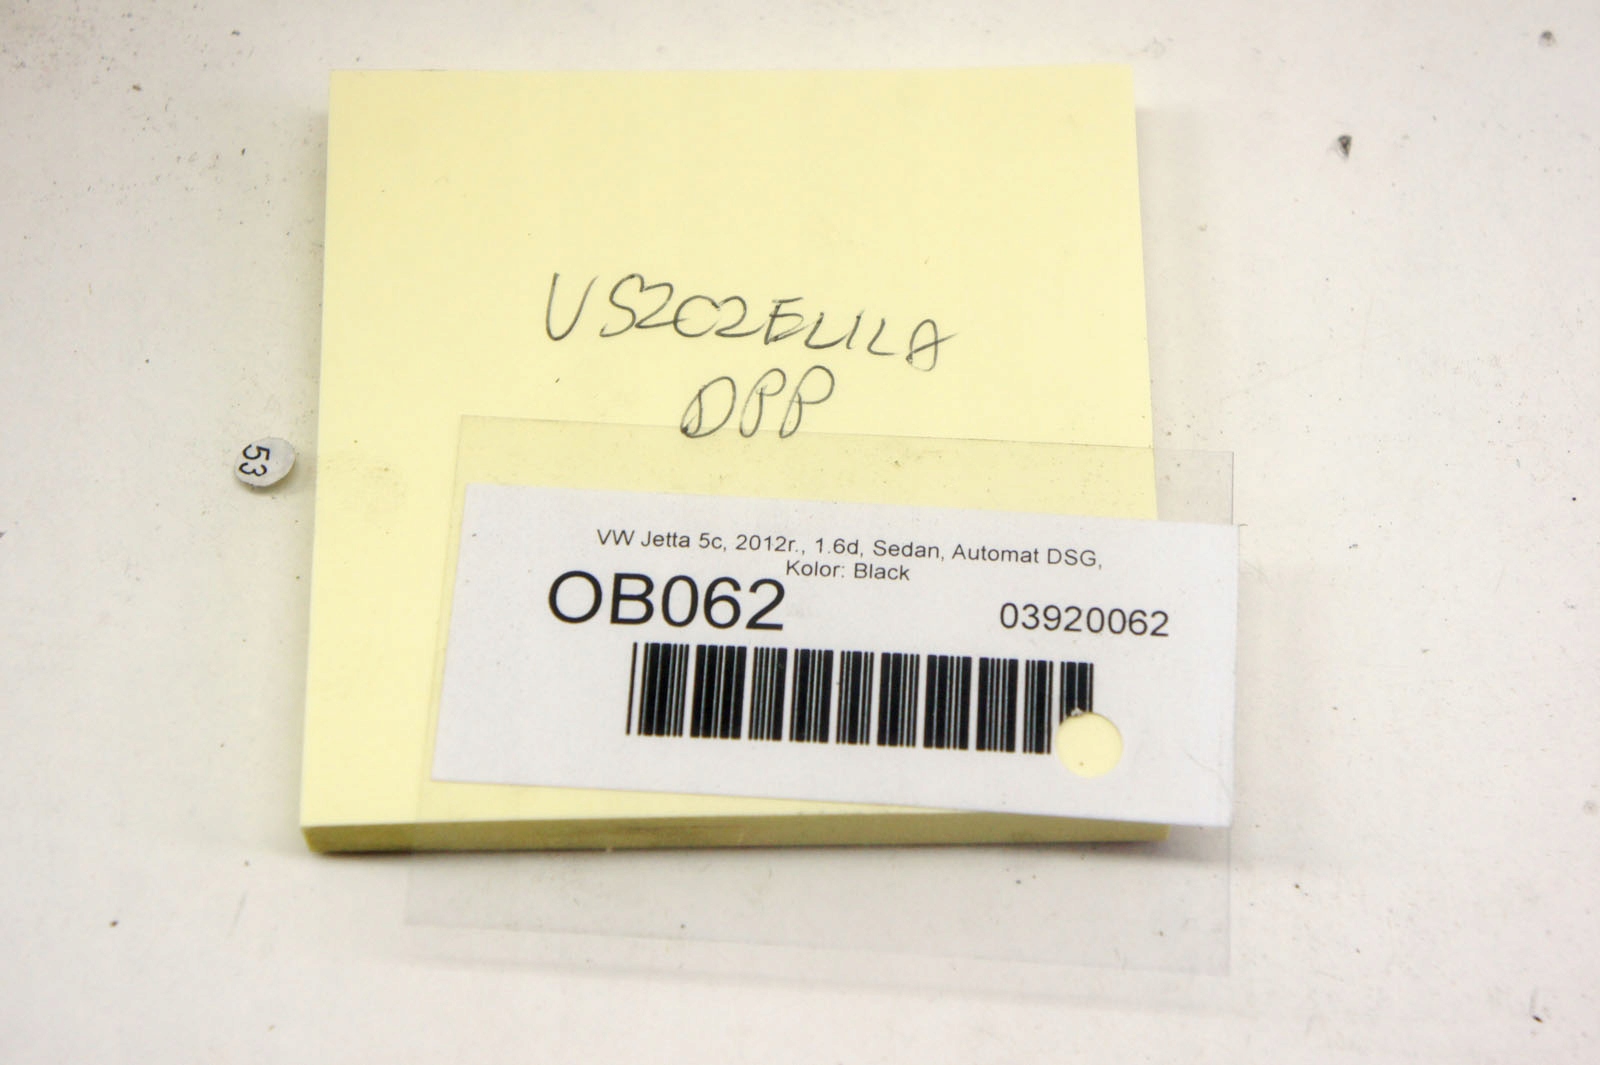 USZCZELKA
DPP
53
VW Jetta 5c, 2012r., 1.6d, Sedan, Automat DSG,
Kolor: Black
OB062
03920062